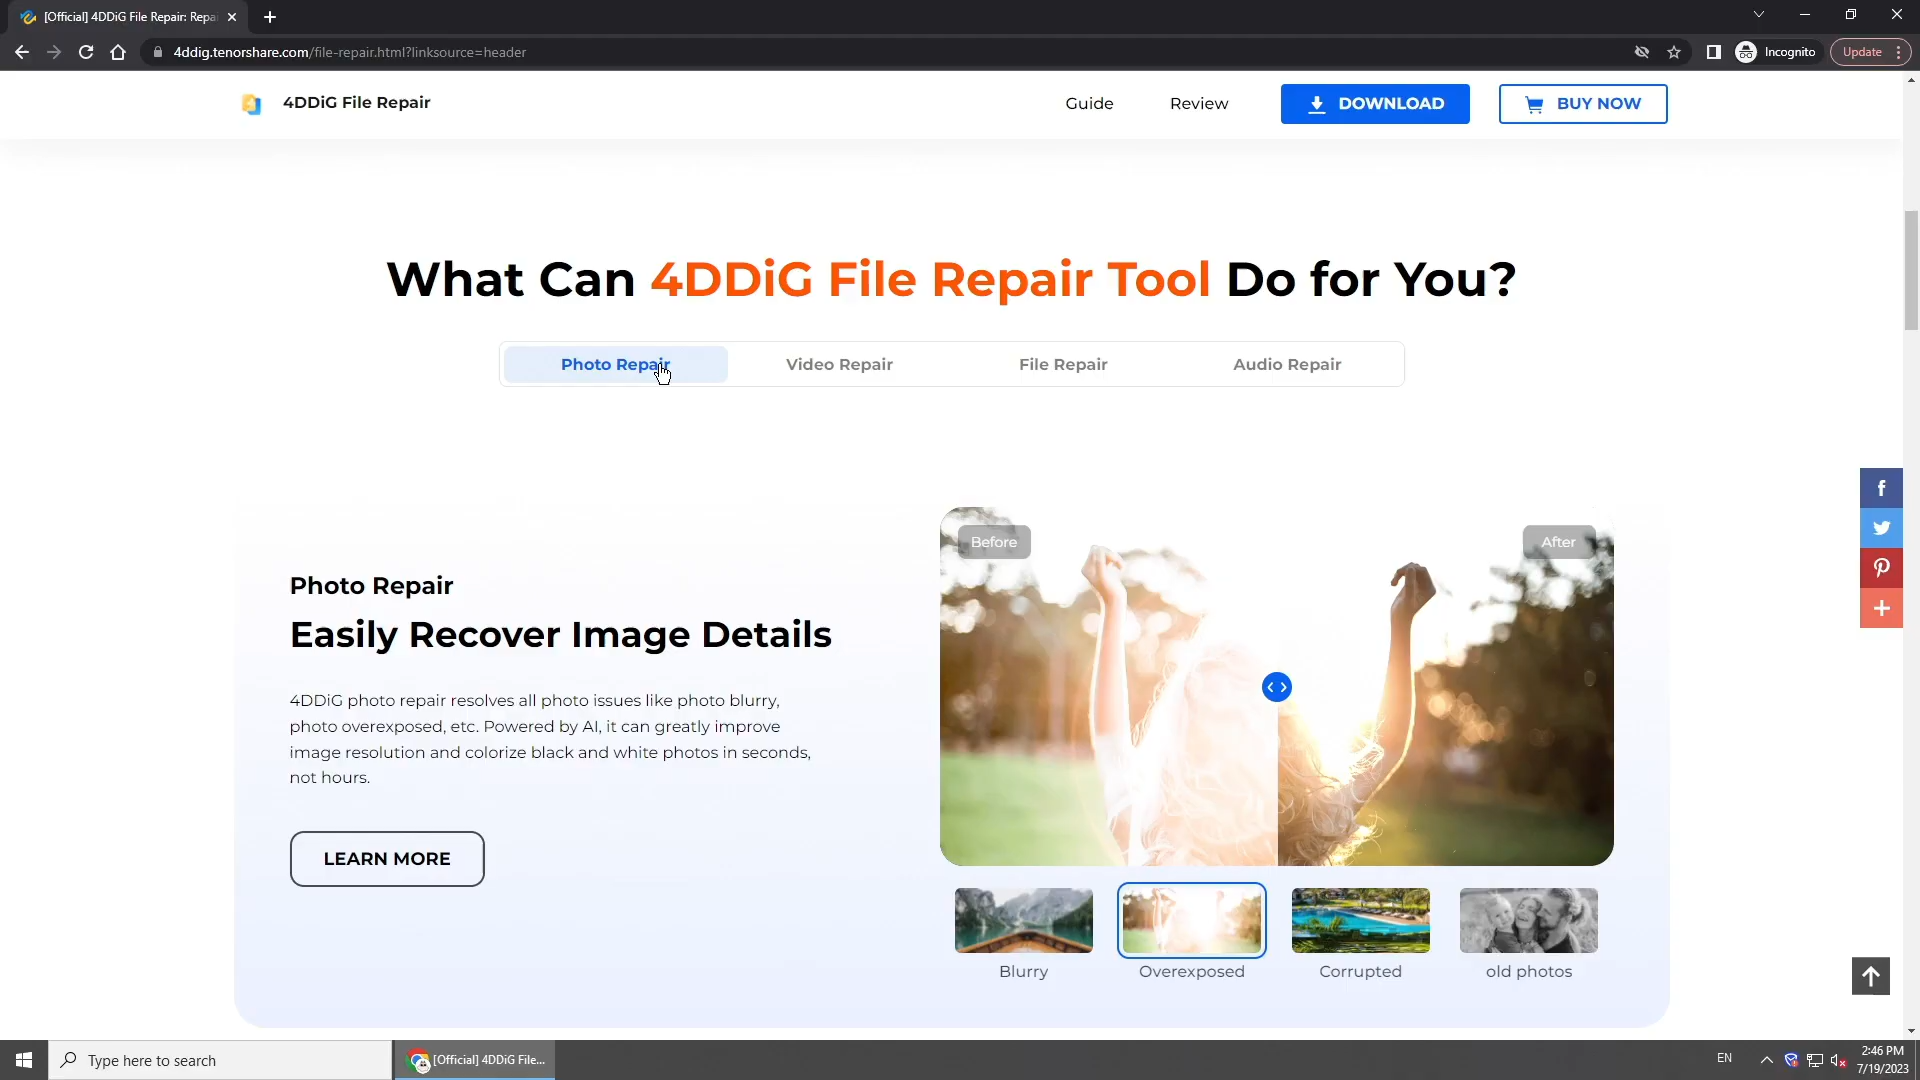 [Official] 4DDiG File Repair: Repa
4ddig.tenorshare.com/file-repair.html?linksource=header
Incognito
Update
4DDiG File Repair
Guide
Review
DOWNLOAD
BUY NOW
What Can 4DDiG File Repair Tool Do for You?
Photo Repair
Video Repair
File Repair
Audio Repair
Before
After
Photo Repair
Easily Recover Image Details
4DDiG photo repair resolves all photo issues like photo blurry,
photo overexposed, etc. Powered by AI, it can greatly improve
image resolution and colorize black and white photos in seconds,
not hours.
LEARN MORE
Blurry
Overexposed
Corrupted
old photos
Type here to search
[Official] 4DDiG File...
EN
2:46 PM
7/19/2023